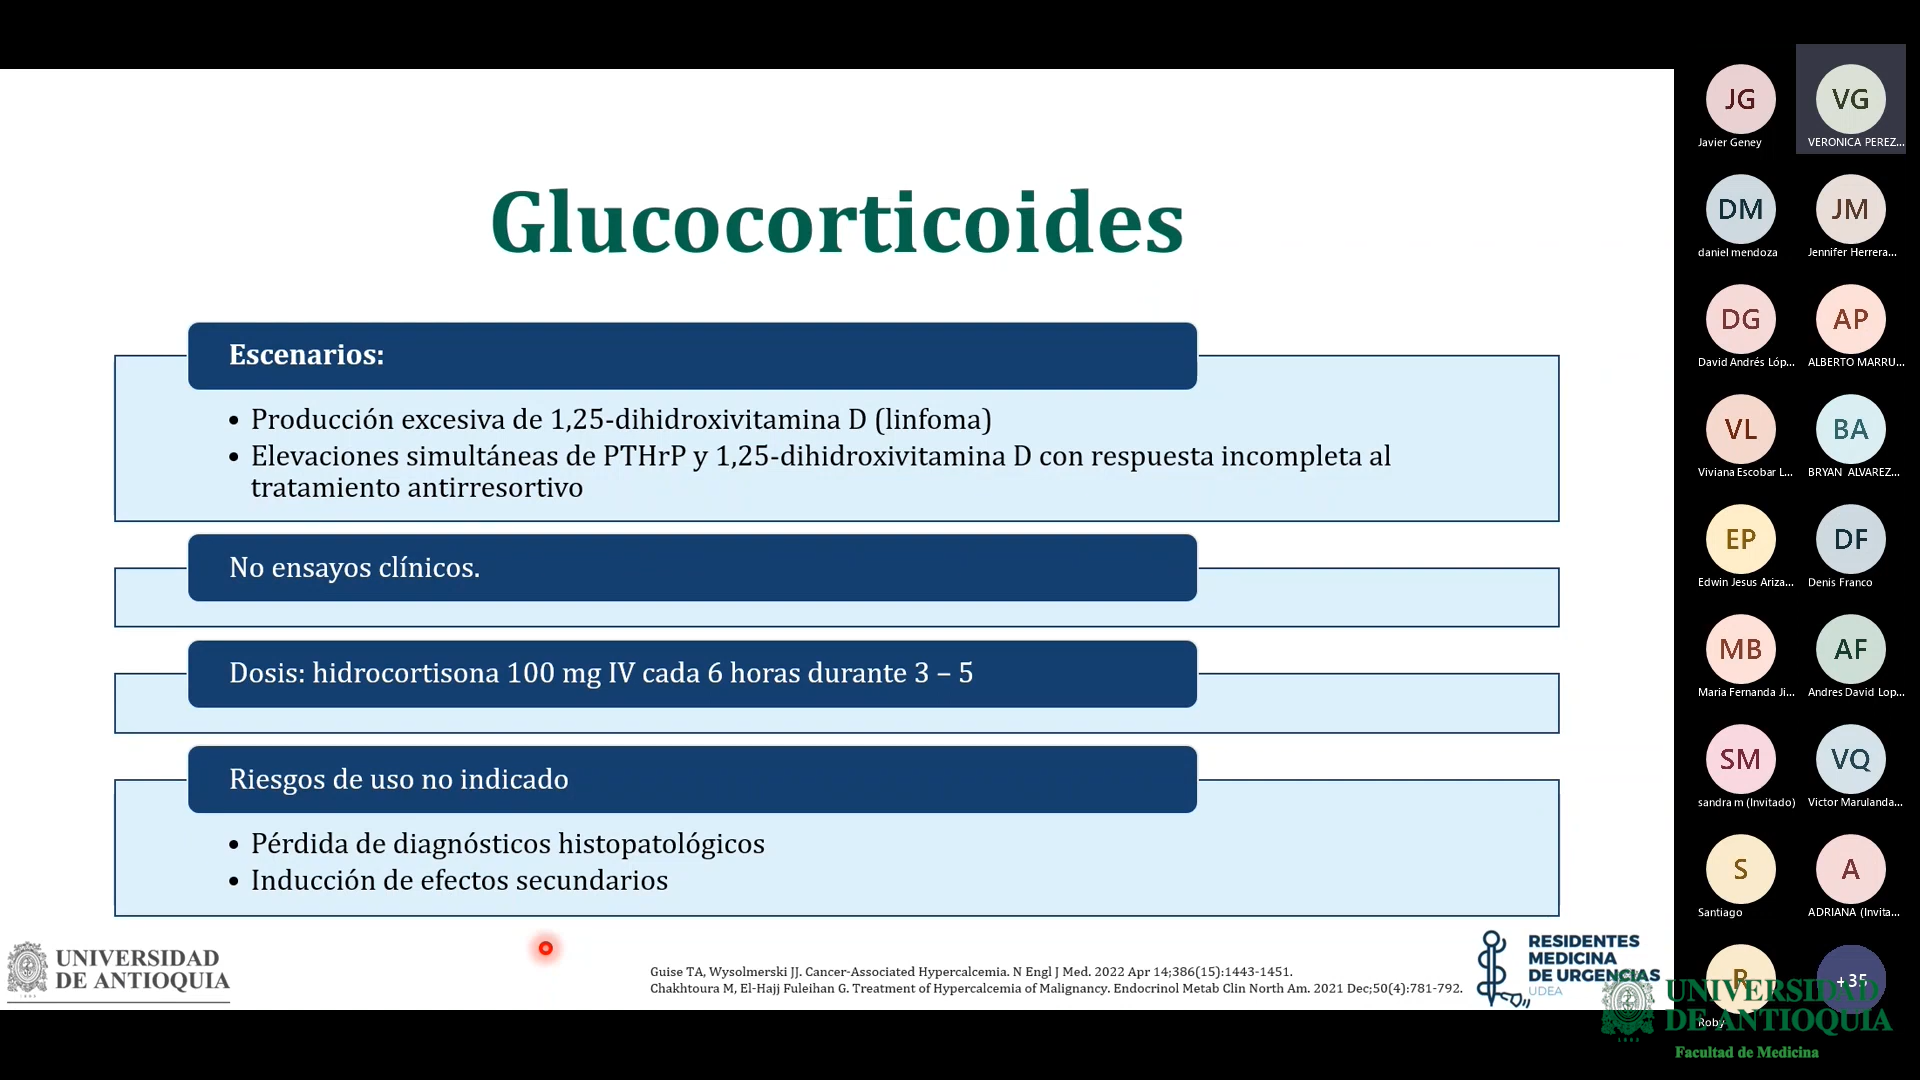 Glucocorticoides
Escenarios:
• Producción excesiva de 1,25-dihidroxivitamina D (linfoma)
• Elevaciones simultáneas de PTHrP y 1,25-dihidroxivitamina D con respuesta incompleta al
tratamiento antirresortivo
No ensayos clínicos.
Dosis: hidrocortisona 100 mg IV cada 6 horas durante 3 – 5
Riesgos de uso no indicado
• Pérdida de diagnósticos histopatológicos
• Inducción de efectos secundarios
UNIVERSIDAD
DE ANTIOQUIA
1803
Guise TA, Wysolmerski JJ. Cancer-Associated Hypercalcemia. N Engl J Med. 2022 Apr 14;386(15):1443-1451.
Chakhtoura M, El-Hajj Fuleihan G. Treatment of Hypercalcemia of Malignancy. Endocrinol Metab Clin North Am. 2021 Dec;50(4):781-792.
RESIDENTES
MEDICINA
DE URGENCIAS
UDEA
JG
Javier Geney
VG
VERONICA PEREZ...
DM
daniel mendoza
JM
Jennifer Herrera...
DG
David Andrés Lóp...
AP
ALBERTO MARRU...
VL
Viviana Escobar L...
BA
BRYAN ALVAREZ...
EP
Edwin Jesus Ariza...
DF
Denis Franco
MB
Maria Fernanda Ji...
AF
Andres David Lop...
SM
sandra m (Invitado)
VQ
Victor Marulanda...
S
Santiago
A
ADRIANA (Invita...
R
Roby
+35
UNIVERSIDAD
DE ANTIOQUIA
1803
Facultad de Medicina